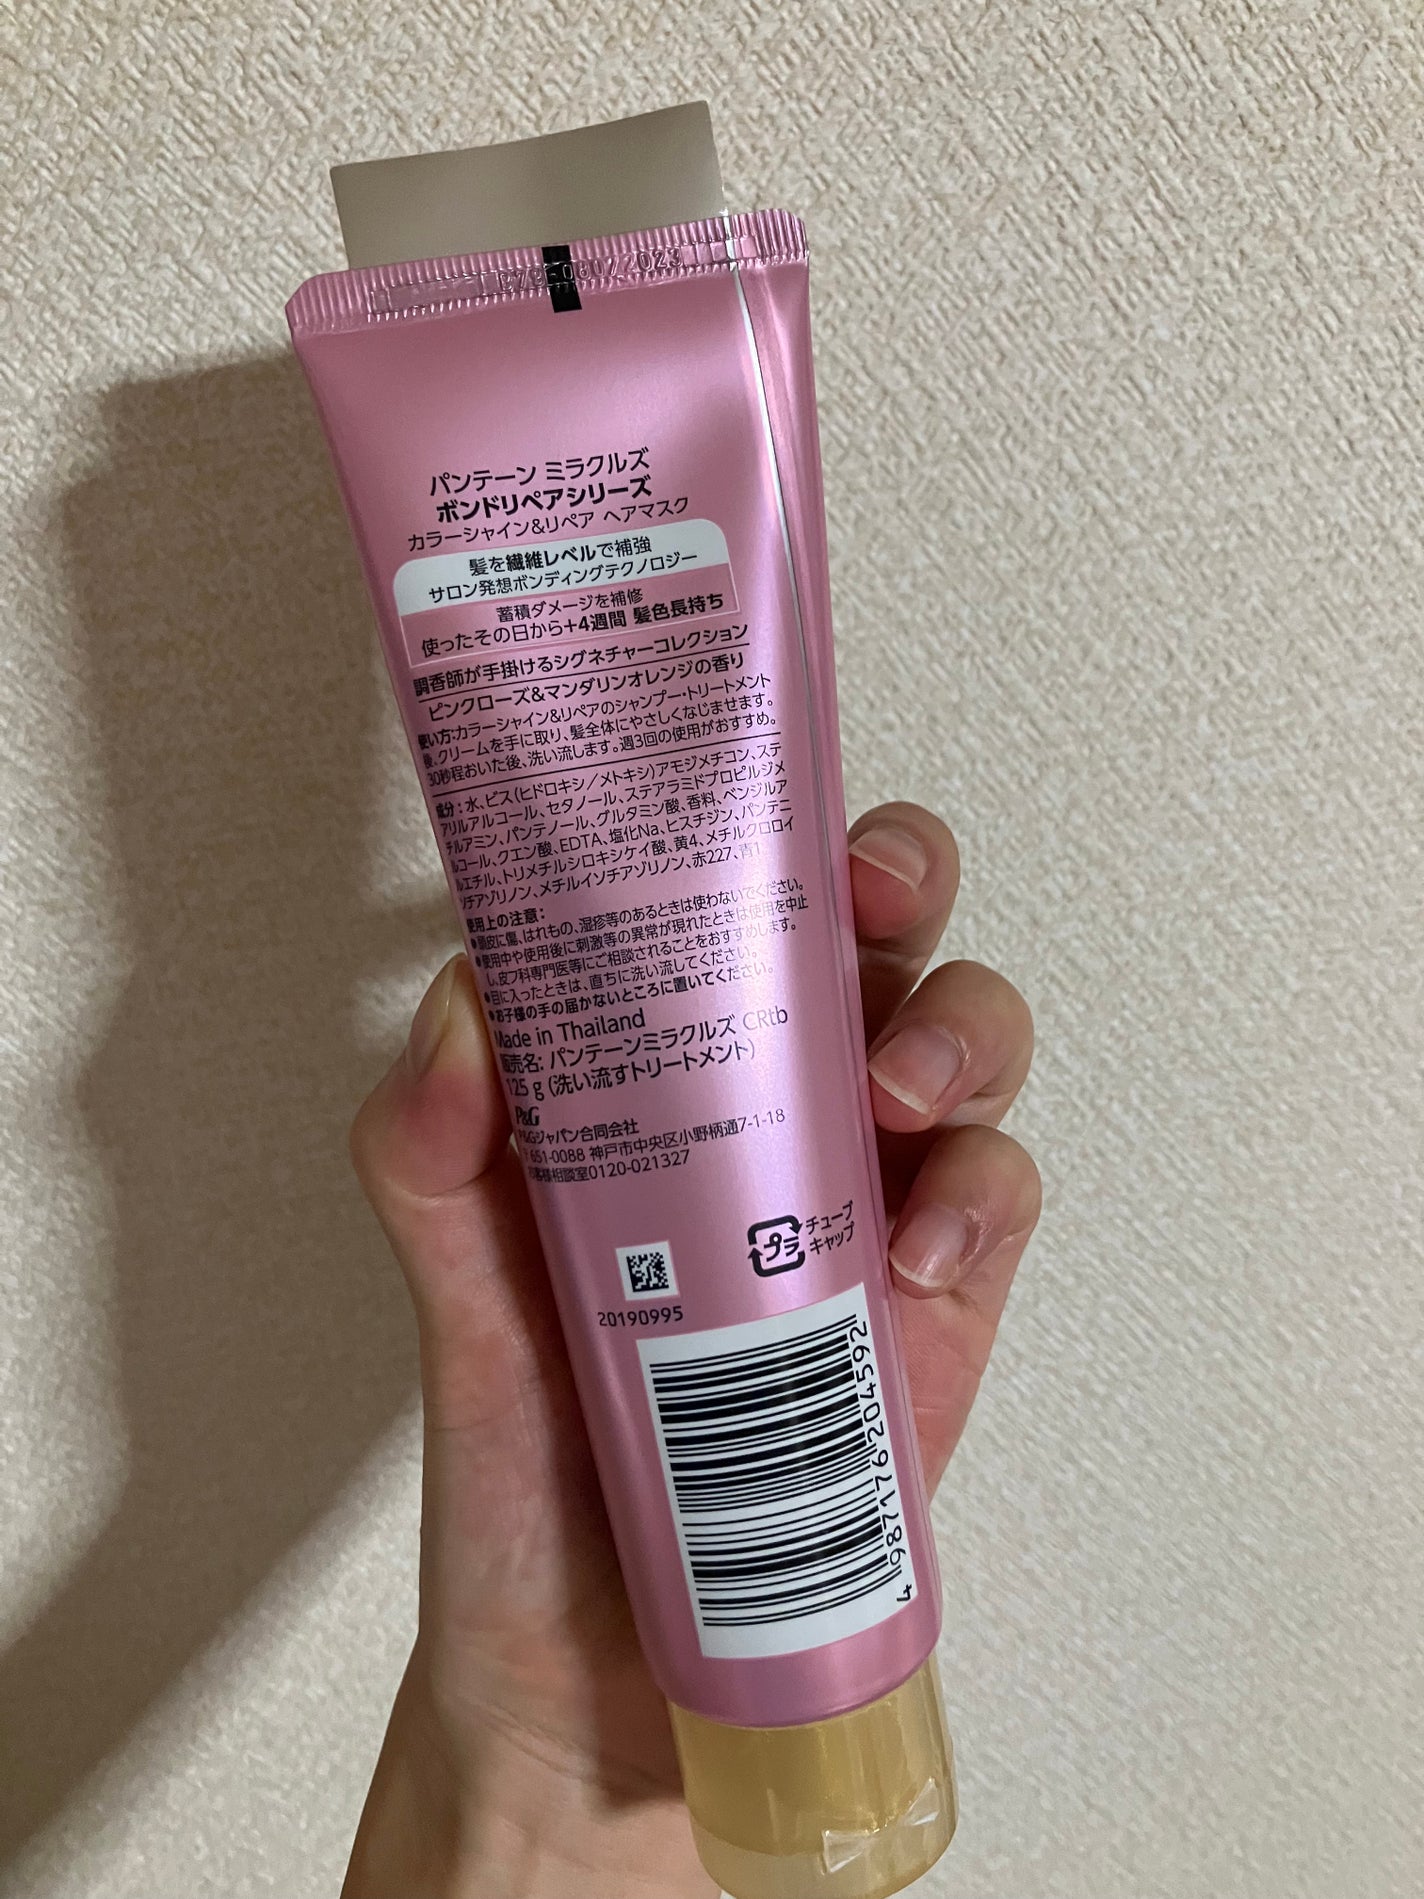 パンテーン ミラクルズ
ボンドリペアシリーズ
カラーシャイン&リペア ヘアマスク
髪を繊維レベルで補強
サロン発想ボンディングテクノロジー
蓄積ダメージを補修
使ったその日から+4週間 髪色長持ち
調香師が手掛けるシグネチャーコレクション
ピンクローズ&マンダリンオレンジの香り
使い方:カラーシャイン&リペアのシャンプー・トリートメント
後、クリームを手に取り、髪全体にやさしくなじませます。
30秒程おいた後、洗い流します。週3回の使用がおすすめ。
成分:水、ビス(ヒドロキシ/メトキシ)アモジメチコン、ステ
アリルアルコール、セタノール、ステアラミドプロピルジメ
チルアミン、パンテノール、グルタミン酸、香料、ベンジルア
ルコール、クエン酸、EDTA、塩化Na、ヒスチジン、パンテニ
ルエチル、トリメチルシロキシケイ酸、黄4、メチルクロロイ
ソチアゾリノン、メチルイソチアゾリノン、赤227、青1
使用上の注意:
●頭皮に傷、はれもの、湿疹等のあるときは使わないでください。
●使用中や使用後に刺激等の異常が現れたときは使用を中止
し、皮フ科専門医等にご相談されることをおすすめします。
●目に入ったときは、直ちに洗い流してください。
●お子様の手の届かないところに置いてください。
Made in Thailand
販売名: パンテーンミラクルズ CRtb
125 g (洗い流すトリートメント)
P&G
P&Gジャパン合同会社
〒651-0088 神戸市中央区小野柄通7-1-18
お客様相談室0120-021327
プラ
チューブ
キャップ
20190995
4 987176 204592